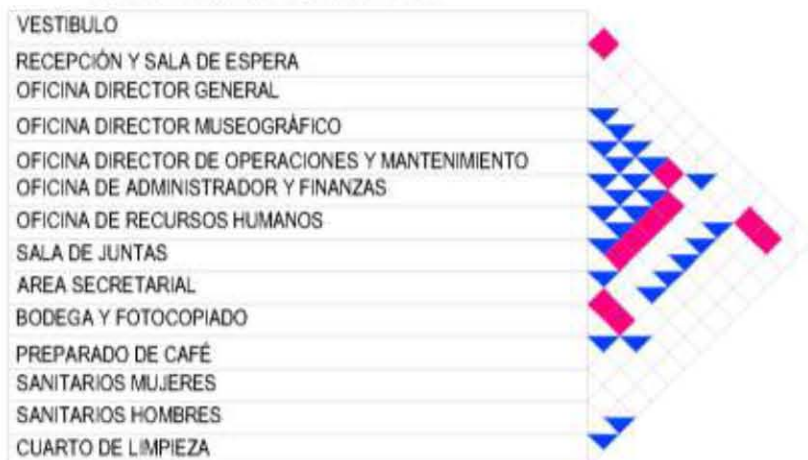 VESTIBULO
RECEPCIÓN Y SALA DE ESPERA
OFICINA DIRECTOR GENERAL
OFICINA DIRECTOR MUSEOGRÁFICO
OFICINA DIRECTOR DE OPERACIONES Y MANTENIMIENTO
OFICINA DE ADMINISTRADOR Y FINANZAS
OFICINA DE RECURSOS HUMANOS
SALA DE JUNTAS
AREA SECRETARIAL
BODEGA Y FOTOCOPIADO
PREPARADO DE CAFÉ
SANITARIOS MUJERES
SANITARIOS HOMBRES
CUARTO DE LIMPIEZA